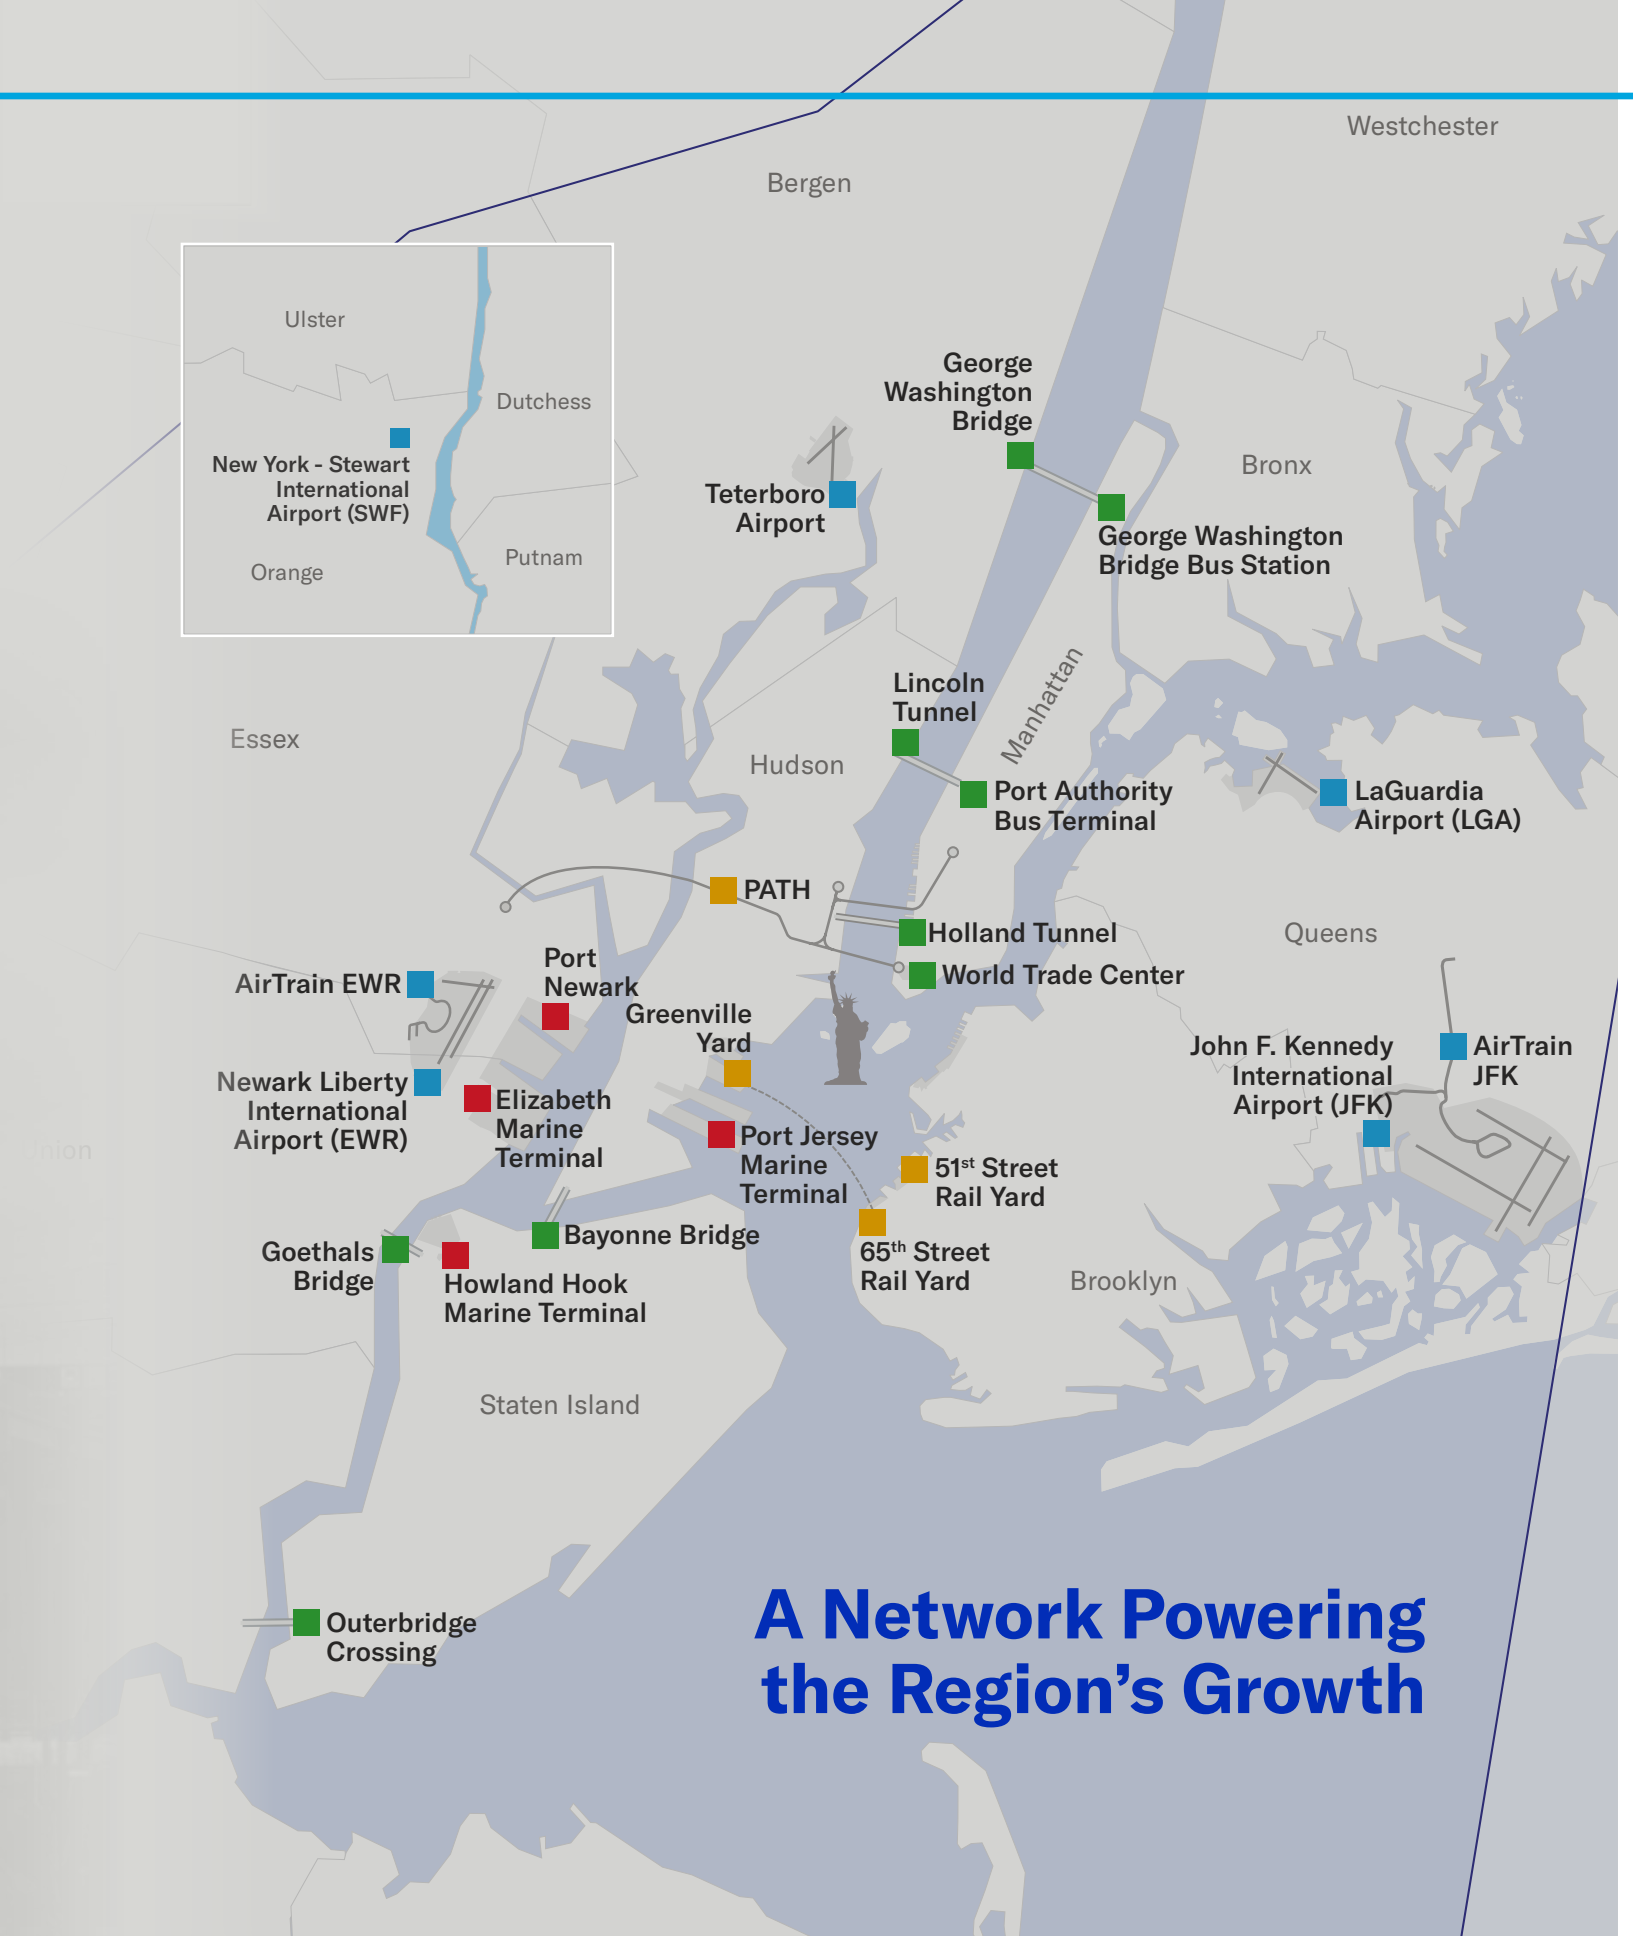 Westchester
Bergen
Ulster
Dutchess
New York - Stewart
International
Airport (SWF)
Orange
Putnam
George
Washington
Bridge
Bronx
Teterboro
Airport
George Washington
Bridge Bus Station
Lincoln
Tunnel
Manhattan
Essex
Hudson
Port Authority
Bus Terminal
LaGuardia
Airport (LGA)
PATH
Holland Tunnel
Queens
World Trade Center
AirTrain EWR
Port
Newark
Greenville
Yard
John F. Kennedy
International
Airport (JFK)
AirTrain
JFK
Newark Liberty
International
Airport (EWR)
Elizabeth
Marine
Terminal
Port Jersey
Marine
Terminal
51st Street
Rail Yard
65th Street
Rail Yard
Bayonne Bridge
Goethals
Bridge
Howland Hook
Marine Terminal
Brooklyn
Staten Island
Outerbridge
Crossing
A Network Powering
the Region’s Growth